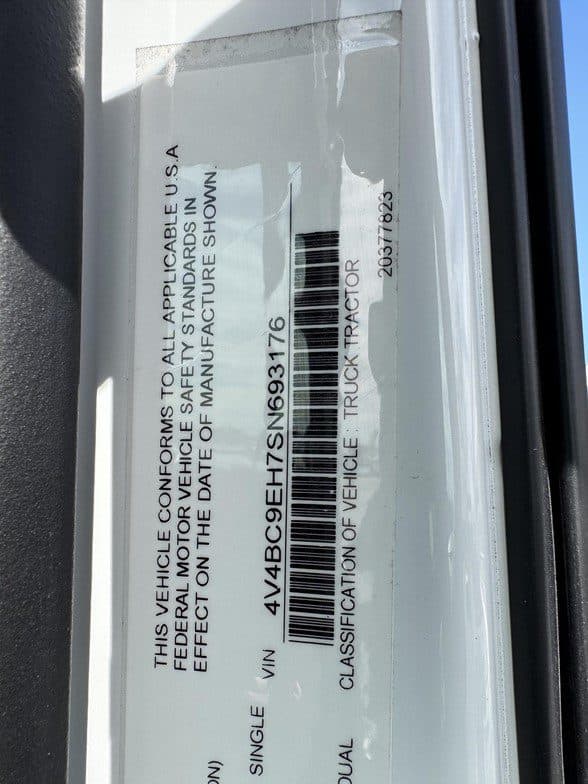 THIS VEHICLE CONFORMS TO ALL APPLICABLE U.S.A
FEDERAL MOTOR VEHICLE SAFETY STANDARDS IN
EFFECT ON THE DATE OF MANUFACTURE SHOWN.
ON)
SINGLE VIN 4V4BC9EH7SN693176
DUAL CLASSIFICATION OF VEHICLE : TRUCK TRACTOR
20377823